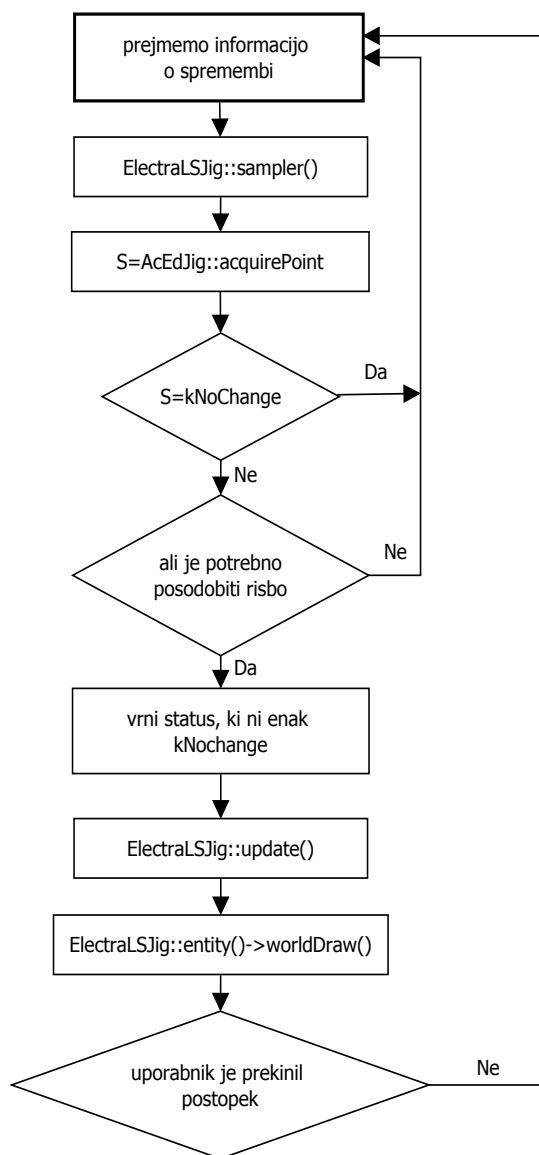 prejmemo informacijo
o spremembi
ElectraLSJig::sampler()
S=AcEdJig::acquirePoint
S=kNoChange
Da
Ne
ali je potrebno
posodobiti risbo
Ne
Da
vrni status, ki ni enak
kNochange
ElectraLSJig::update()
ElectraLSJig::entity()->worldDraw()
uporabnik je prekinil
postopek
Ne